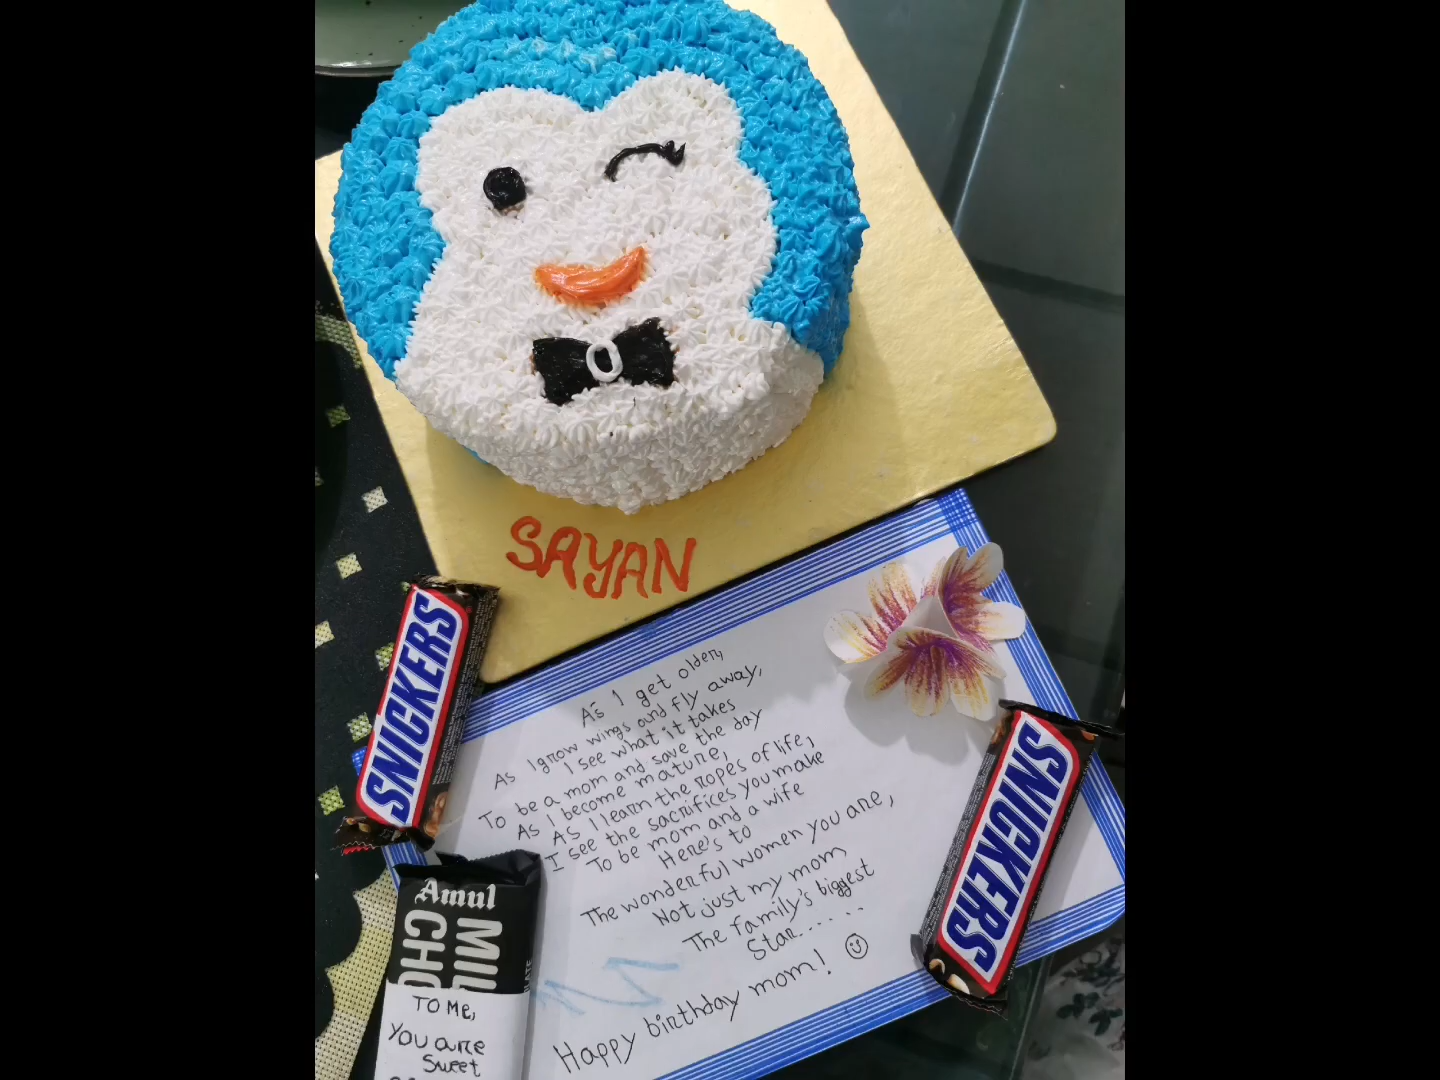 SAYAN
SNICKERS
As I get older,
As I grow wings and fly away,
I see what it takes
To be a mom and save the day
As I become mature,
As I learn the ropes of life,
I see the sacrifices you make
To be mom and a wife
Here's to
The wonderful women you are,
Not just my mom
The family's biggest
Star......
Happy birthday mom!
SNICKERS
Amul
MIL
CHO
TO ME,
YOU are
Sweet